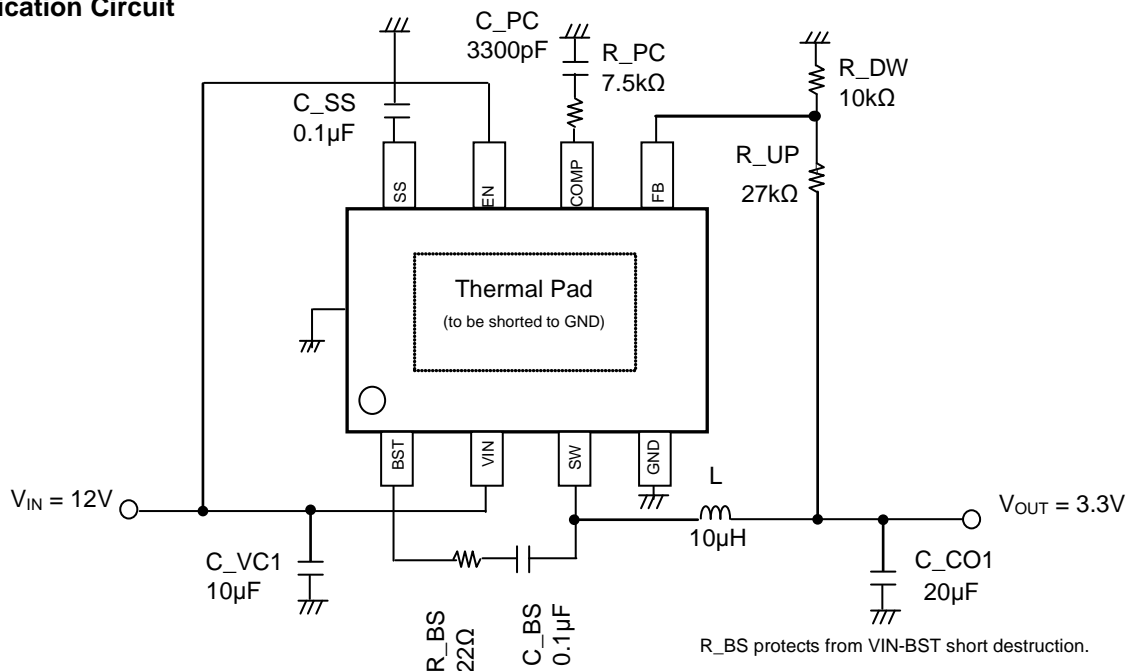 ication Circuit
C_PC
3300pF
R_PC
7.5kΩ
R_DW
10kΩ
C_SS
0.1µF
R_UP
27kΩ
SS
EN
COMP
FB
Thermal Pad
(to be shorted to GND)
BST
VIN
SW
GND
L
10µH
VIN = 12V
VOUT = 3.3V
C_VC1
10µF
C_CO1
20µF
R_BS
22Ω
C_BS
0.1µF
R_BS protects from VIN-BST short destruction.